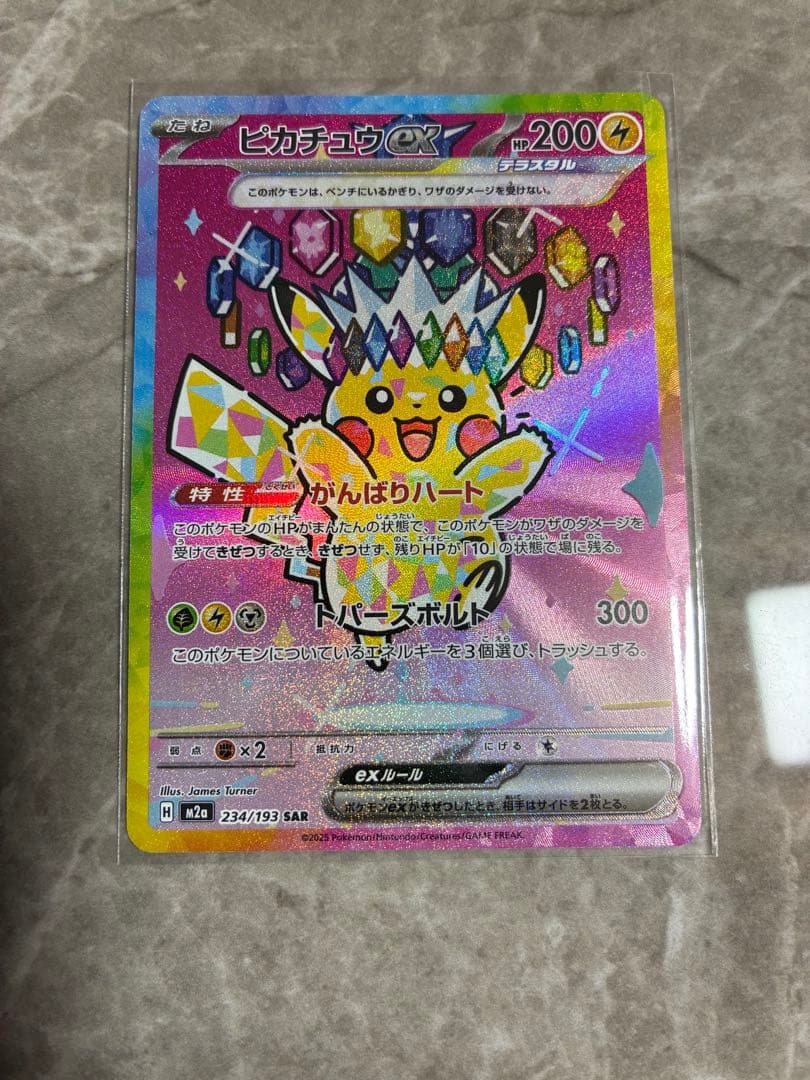 たね ピカチュウex HP200
テラスタル
このポケモンは、ベンチにいるかぎり、ワザのダメージを受けない。
特性 がんばりハート
このポケモンのHPがまんたんの状態で、このポケモンがワザのダメージを
受けてきぜつするとき、きぜつせず、残りHPが「10」の状態で場に残る。
トパーズボルト 300
このポケモンについているエネルギーを3個選び、トラッシュする。
弱点 ×2 抵抗力 にげる
exルール
ポケモンexがきぜつしたとき、相手はサイドを2枚とる。
Illus. James Turner
H M2a 234/193 SAR
©2025 Pokémon/Nintendo/Creatures/GAME FREAK.